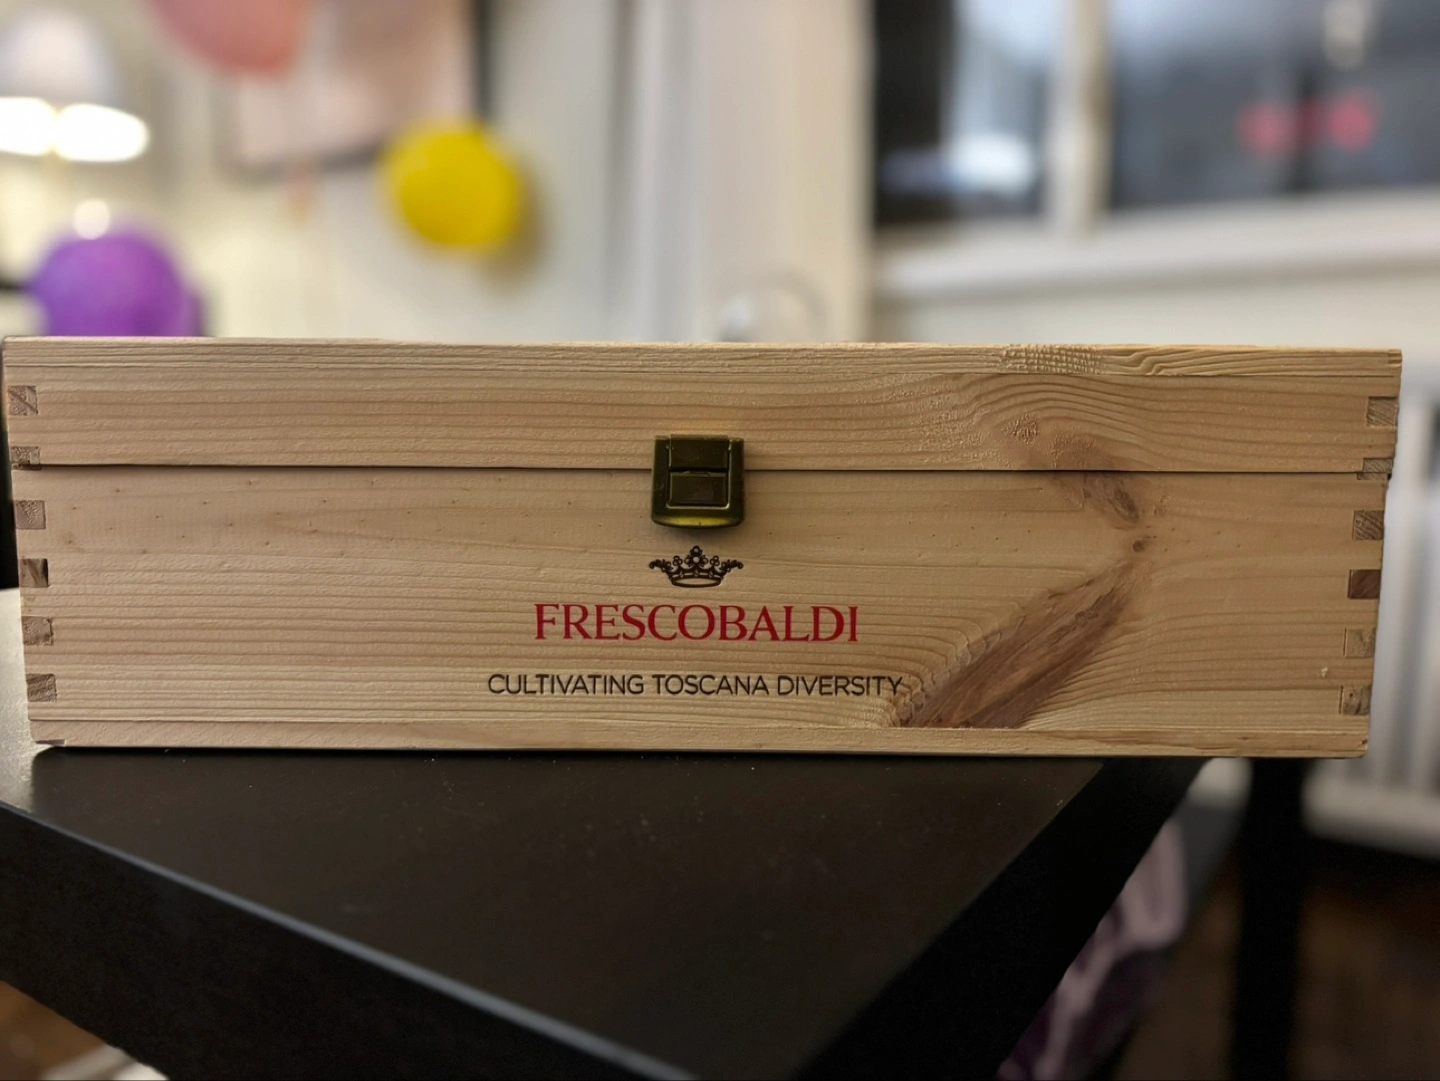 FRESCOBALDI
CULTIVATING TOSCANA DIVERSITY